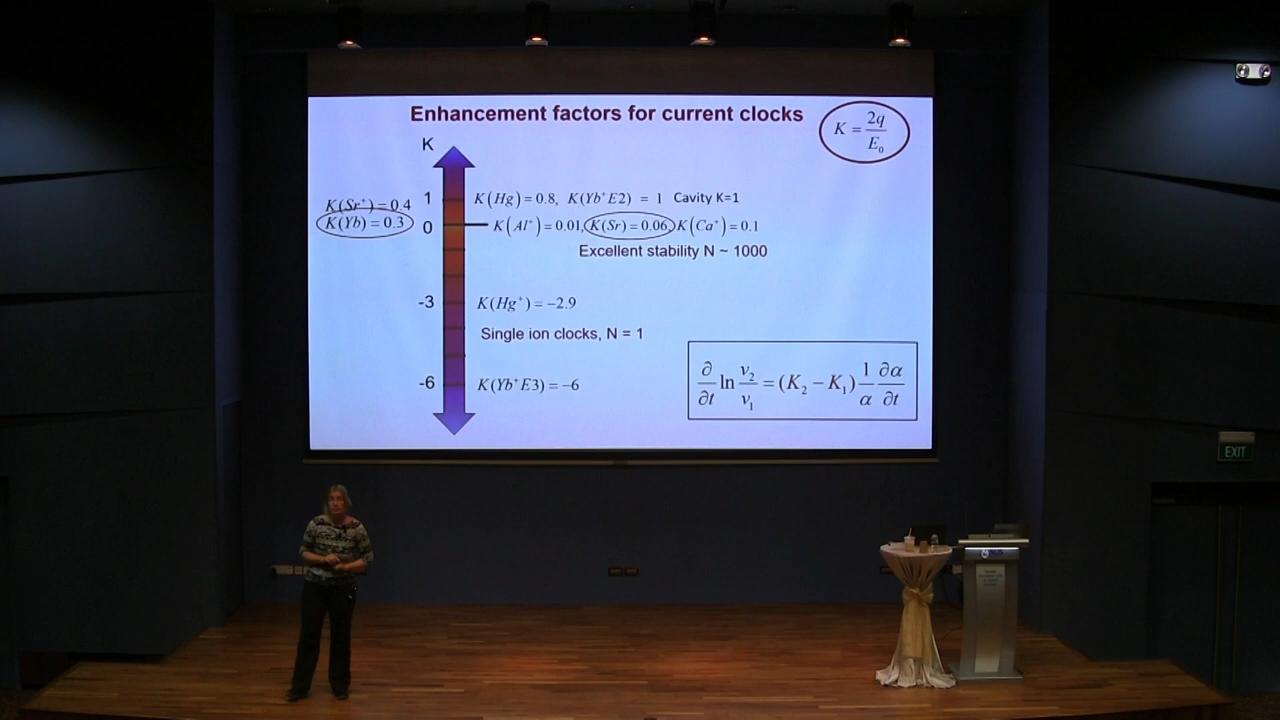 Enhancement factors for current clocks
K = 2q / E₀
K
K(Sr⁺) = 0.4
1
K(Hg) = 0.8, K(Yb⁺E2) = 1 Cavity K=1
K(Yb) = 0.3
0
K(Al⁺) = 0.01, K(Sr) = 0.06, K(Ca⁺) = 0.1
Excellent stability N ~ 1000
-3
K(Hg⁺) = −2.9
Single ion clocks, N = 1
-6
K(Yb⁺E3) = −6
∂/∂t ln ν₂/ν₁ = (K₂ − K₁) 1/α ∂α/∂t
EXIT